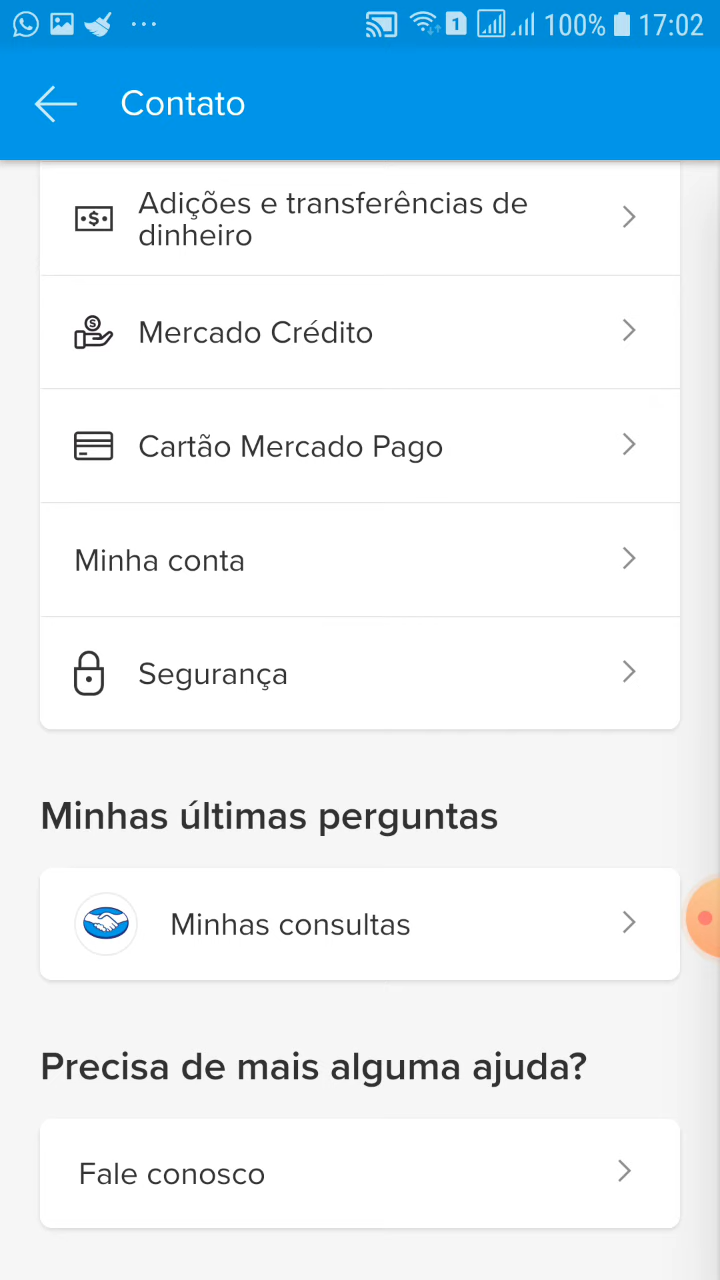 1 100% 17:02
Contato
Adições e transferências de
dinheiro
Mercado Crédito
Cartão Mercado Pago
Minha conta
Segurança
Minhas últimas perguntas
Minhas consultas
Precisa de mais alguma ajuda?
Fale conosco